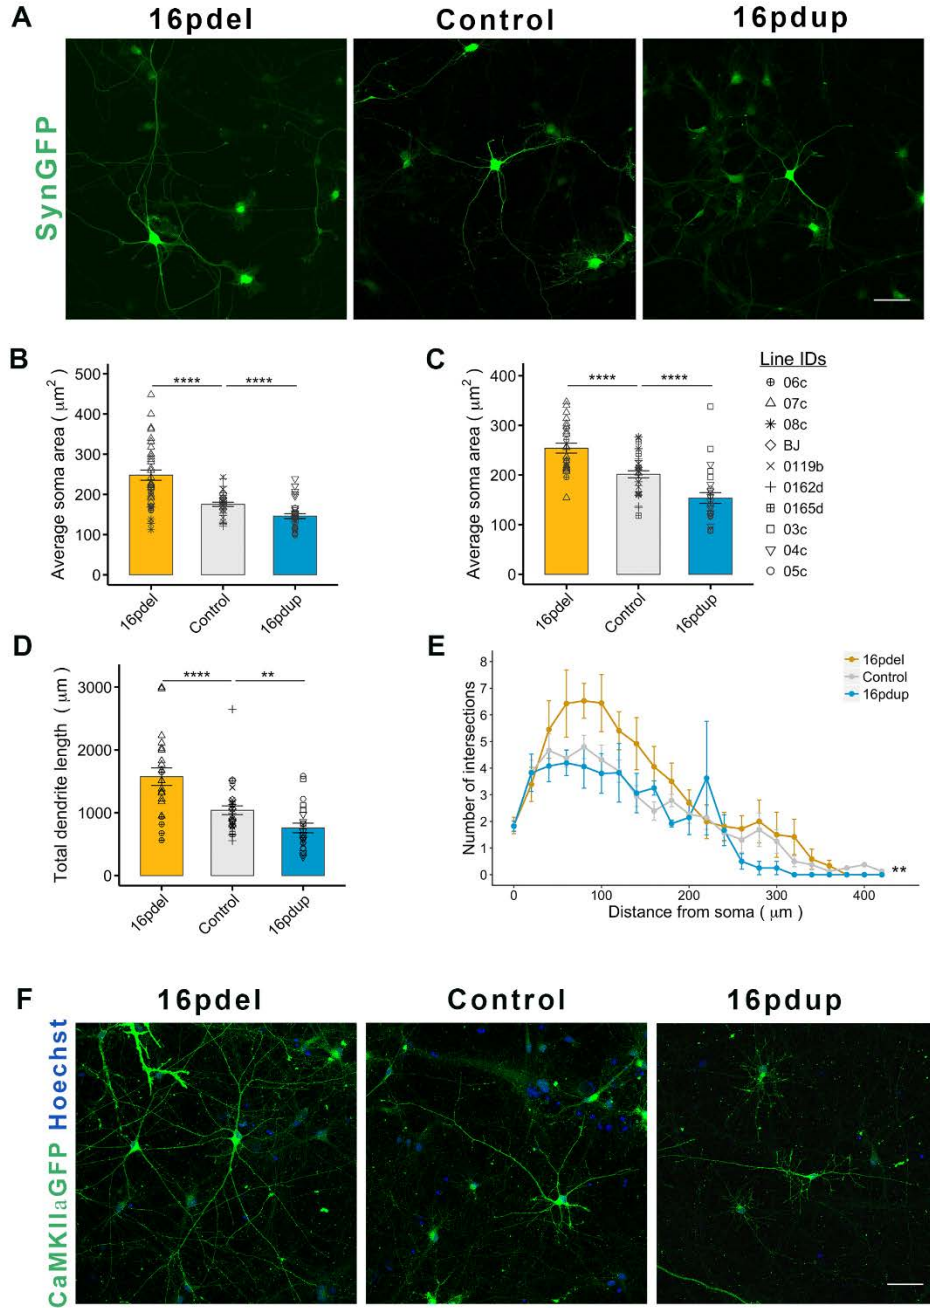 A
16pdel
Control
16pdup
SynGFP
B
Average soma area ( μm2 )
500
400
300
200
100
0
****
****
16pdel
Control
16pdup
C
Average soma area ( μm2 )
400
300
200
100
0
****
****
16pdel
Control
16pdup
Line IDs
06c
07c
08c
BJ
0119b
0162d
0165d
03c
04c
05c
D
Total dendrite length ( μm )
3000
2000
1000
0
****
**
16pdel
Control
16pdup
E
Number of intersections
8
7
6
5
4
3
2
1
0
0
100
200
300
400
Distance from soma ( μm )
16pdel
Control
16pdup
**
F
16pdel
Control
16pdup
CaMKIIaGFP Hoechst